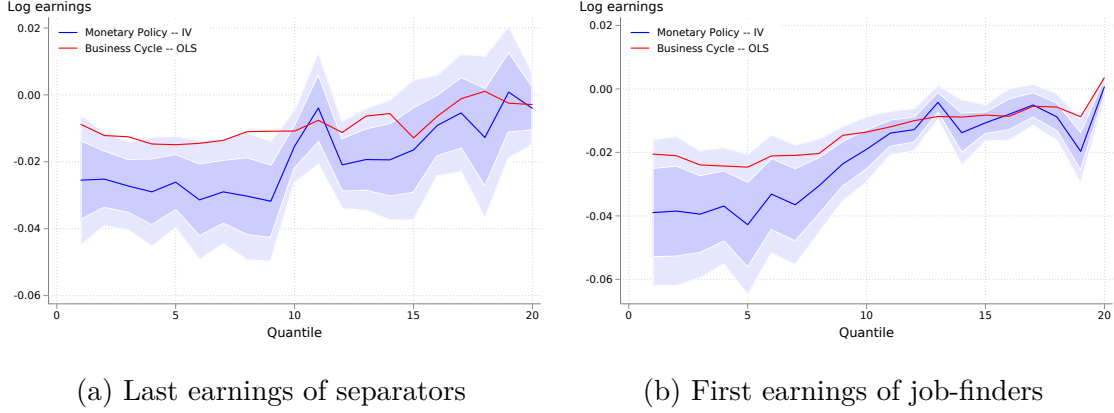 Log earnings
0.02
0.00
-0.02
-0.04
-0.06
Monetary Policy -- IV
Business Cycle -- OLS
0 5 10 15 20
Quantile
(a) Last earnings of separators
Log earnings
0.02
0.00
-0.02
-0.04
-0.06
Monetary Policy -- IV
Business Cycle -- OLS
0 5 10 15 20
Quantile
(b) First earnings of job-finders